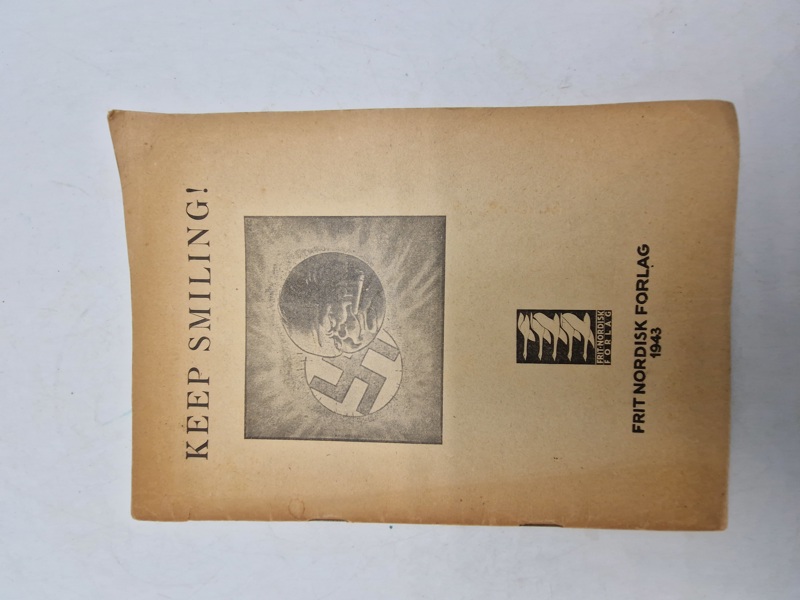 KEEP SMILING!
FRIT-NORDISK
FORLAG
FRIT NORDISK FORLAG
1943